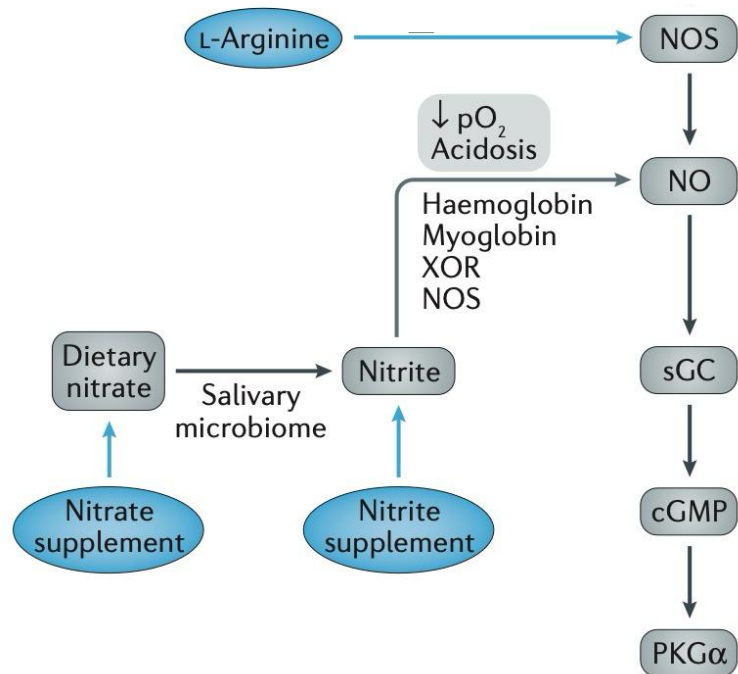 L-Arginine
NOS
↓ pO₂
Acidosis
NO
Haemoglobin
Myoglobin
XOR
NOS
Dietary
nitrate
Salivary
microbiome
Nitrite
sGC
Nitrate
supplement
Nitrite
supplement
cGMP
PKGα